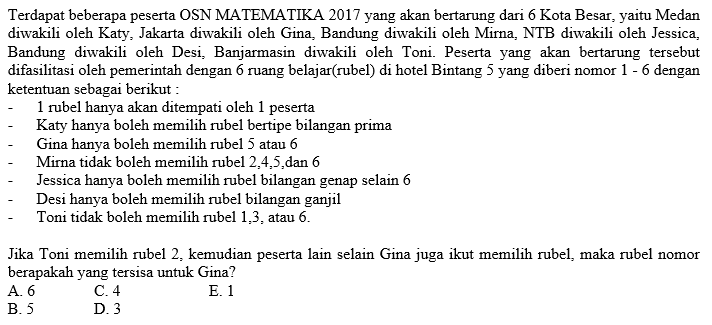 Terdapat beberapa peserta OSN MATEMATIKA 2017 yang akan bertarung dari 6 Kota Besar, yaitu Medan
diwakili oleh Katy, Jakarta diwakili oleh Gina, Bandung diwakili oleh Mirna, NTB diwakili oleh Jessica,
Bandung diwakili oleh Desi, Banjarmasin diwakili oleh Toni. Peserta yang akan bertarung tersebut
difasilitasi oleh pemerintah dengan 6 ruang belajar(rubel) di hotel Bintang 5 yang diberi nomor 1 - 6 dengan
ketentuan sebagai berikut :
- 1 rubel hanya akan ditempati oleh 1 peserta
- Katy hanya boleh memilih rubel bertipe bilangan prima
- Gina hanya boleh memilih rubel 5 atau 6
- Mirna tidak boleh memilih rubel 2,4,5,dan 6
- Jessica hanya boleh memilih rubel bilangan genap selain 6
- Desi hanya boleh memilih rubel bilangan ganjil
- Toni tidak boleh memilih rubel 1,3, atau 6.
Jika Toni memilih rubel 2, kemudian peserta lain selain Gina juga ikut memilih rubel, maka rubel nomor
berapakah yang tersisa untuk Gina?
A. 6 C. 4 E. 1
B. 5 D. 3